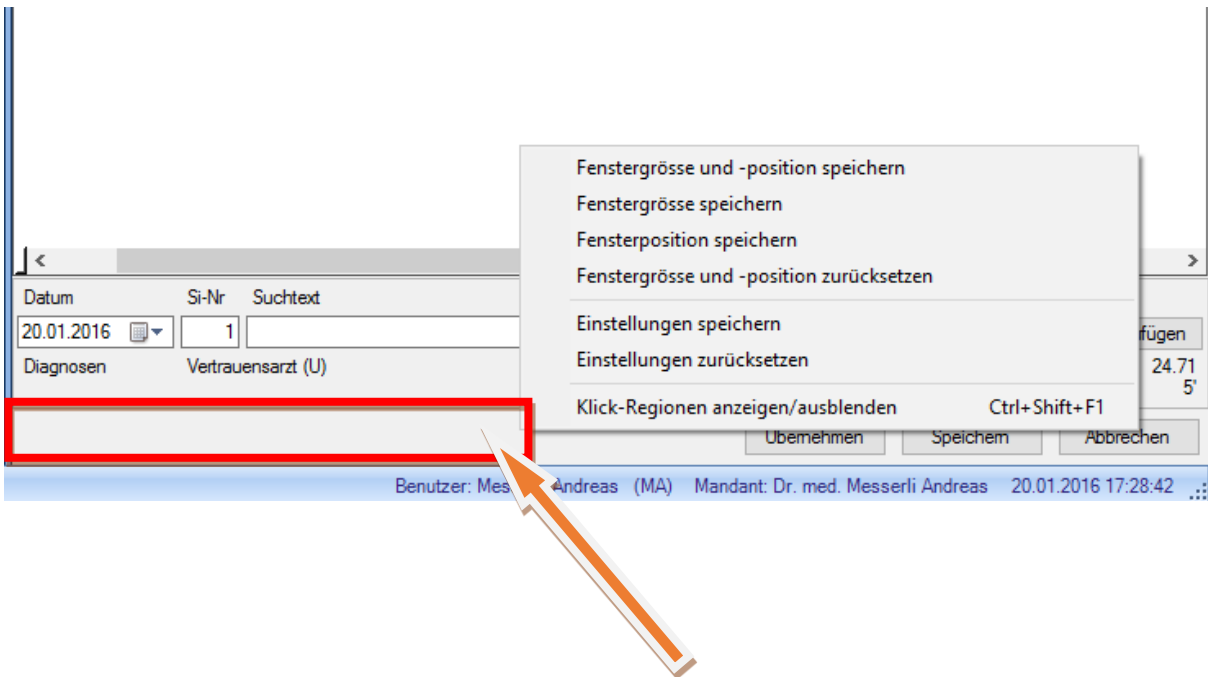 Fenstergrösse und -position speichern
Fenstergrösse speichern
Fensterposition speichern
Fenstergrösse und -position zurücksetzen
Einstellungen speichern
Einstellungen zurücksetzen
Klick-Regionen anzeigen/ausblenden Ctrl+Shift+F1
Datum Si-Nr Suchtext
20.01.2016 1 fügen
Diagnosen Vertrauensarzt (U) 24.71
5'
Übernehmen Speichern Abbrechen
Benutzer: Mes Andreas (MA) Mandant: Dr. med. Messerli Andreas 20.01.2016 17:28:42